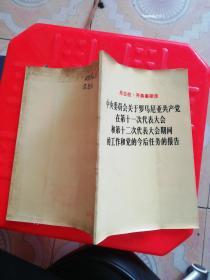 尼古拉·齐奥塞斯库
中央委员会关于罗马尼亚共产党
在第十一次代表大会
和第十二次代表大会期间
的工作和党的今后任务的报告